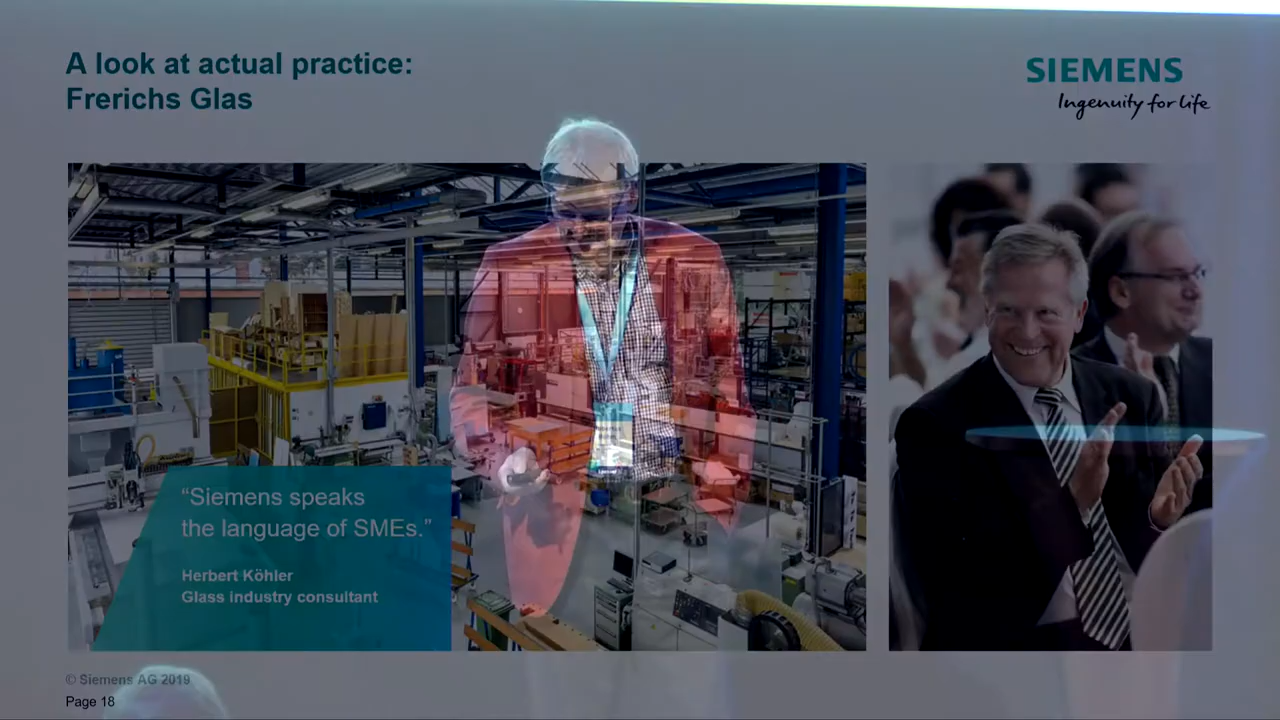 A look at actual practice:
Frerichs Glas
SIEMENS
Ingenuity for life
“Siemens speaks
the language of SMEs.”
Herbert Köhler
Glass industry consultant
© Siemens AG 2019
Page 18